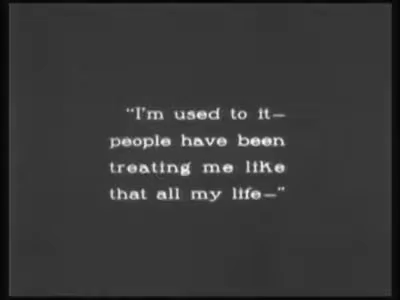 “I'm used to it—
people have been
treating me like
that all my life—”